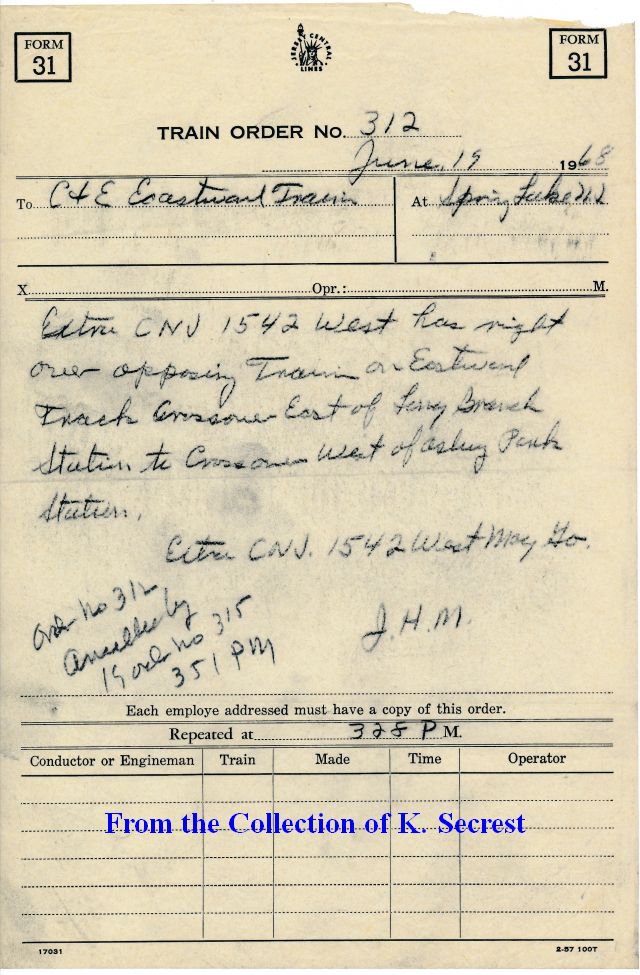 FORM
31
JERSEY CENTRAL
LINES
FORM
31
TRAIN ORDER No. 312
June, 19 1968
To C+E Eastward Train At Spring Lake
X Opr.: M.
Extra CNJ 1542 West has right
over opposing Train on Eastward
Track Crossover East of Long Branch
Station to Crossover West of Asbury Park
Station.
Extra CNJ. 1542 West May Go.
J.H.M.
Order No 312
Annulled by
19 order no 315
351 PM
Each employe addressed must have a copy of this order.
Repeated at 328 P M.
Conductor or Engineman Train Made Time Operator
From the Collection of K. Secrest
17031 2-57 100T